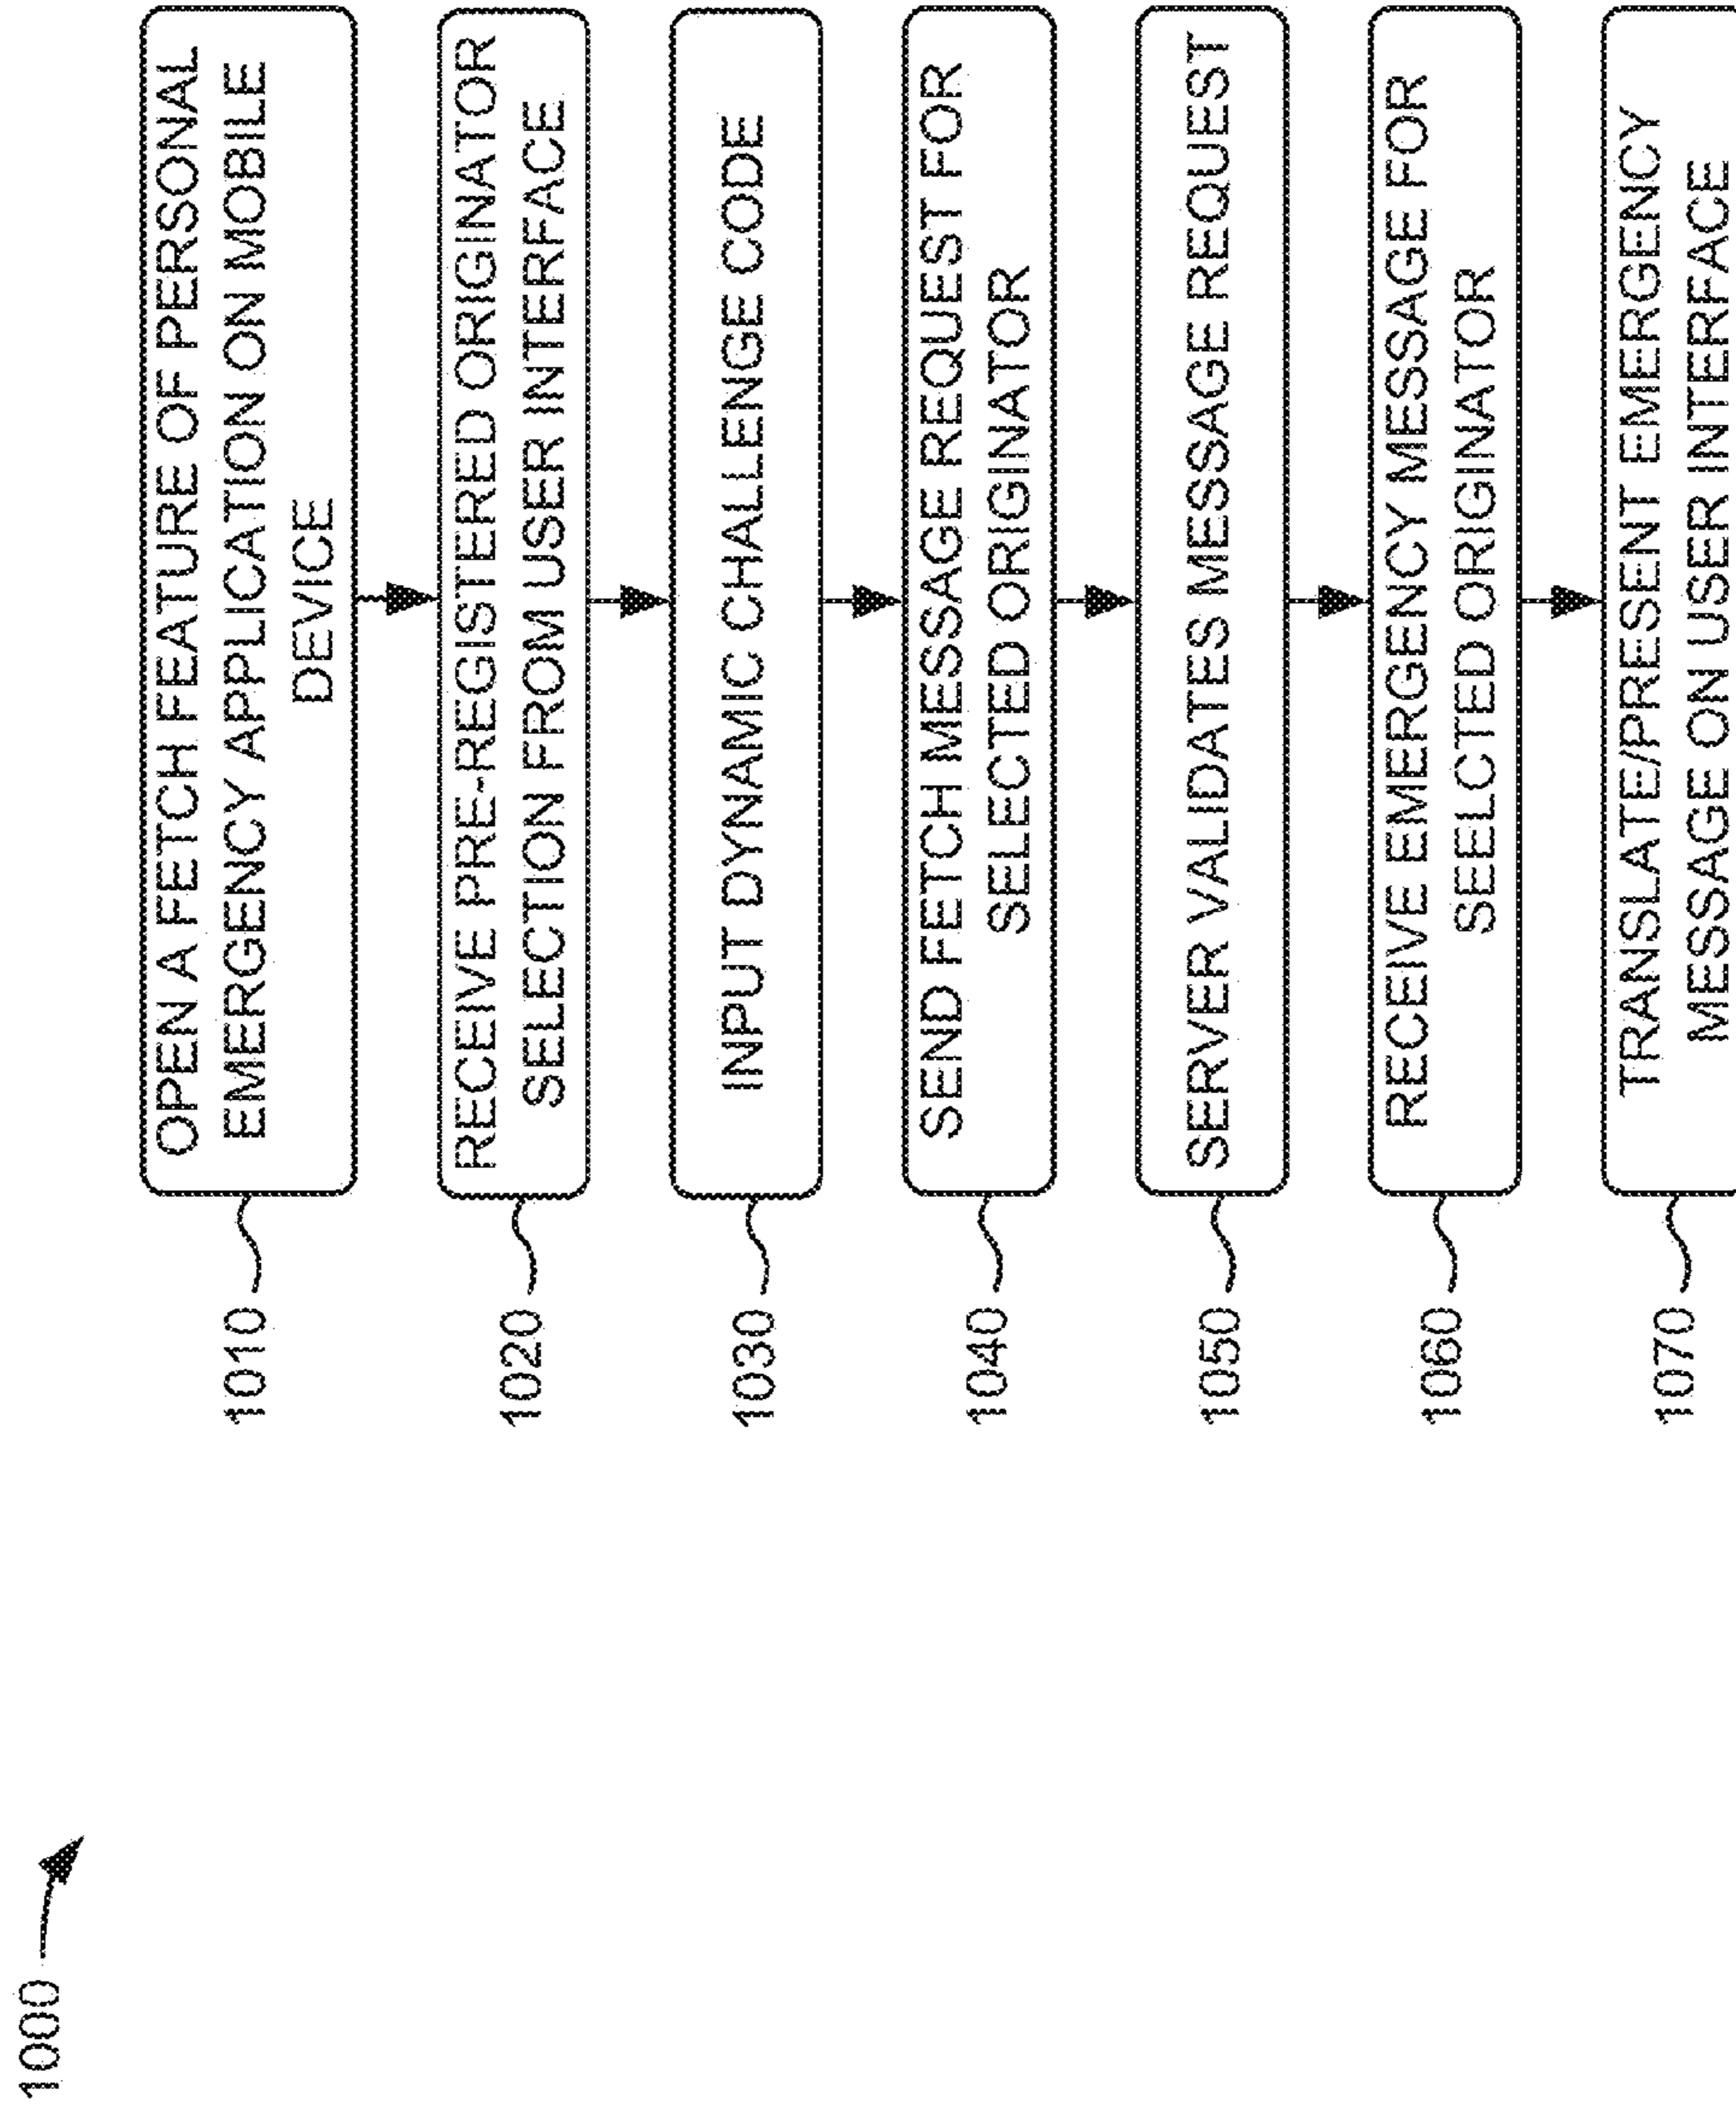 1000
1010
OPEN A FETCH FEATURE OF PERSONAL
EMERGENCY APPLICATION ON MOBILE
DEVICE
1020
RECEIVE PRE-REGISTERED ORIGINATOR
SELECTION FROM USER INTERFACE
1030
INPUT DYNAMIC CHALLENGE CODE
1040
SEND FETCH MESSAGE REQUEST FOR
SELECTED ORIGINATOR
1050
SERVER VALIDATES MESSAGE REQUEST
1060
RECEIVE EMERGENCY MESSAGE FOR
SEELCTED ORIGINATOR
1070
TRANSLATE/PRESENT EMERGENCY
MESSAGE ON USER INTERFACE